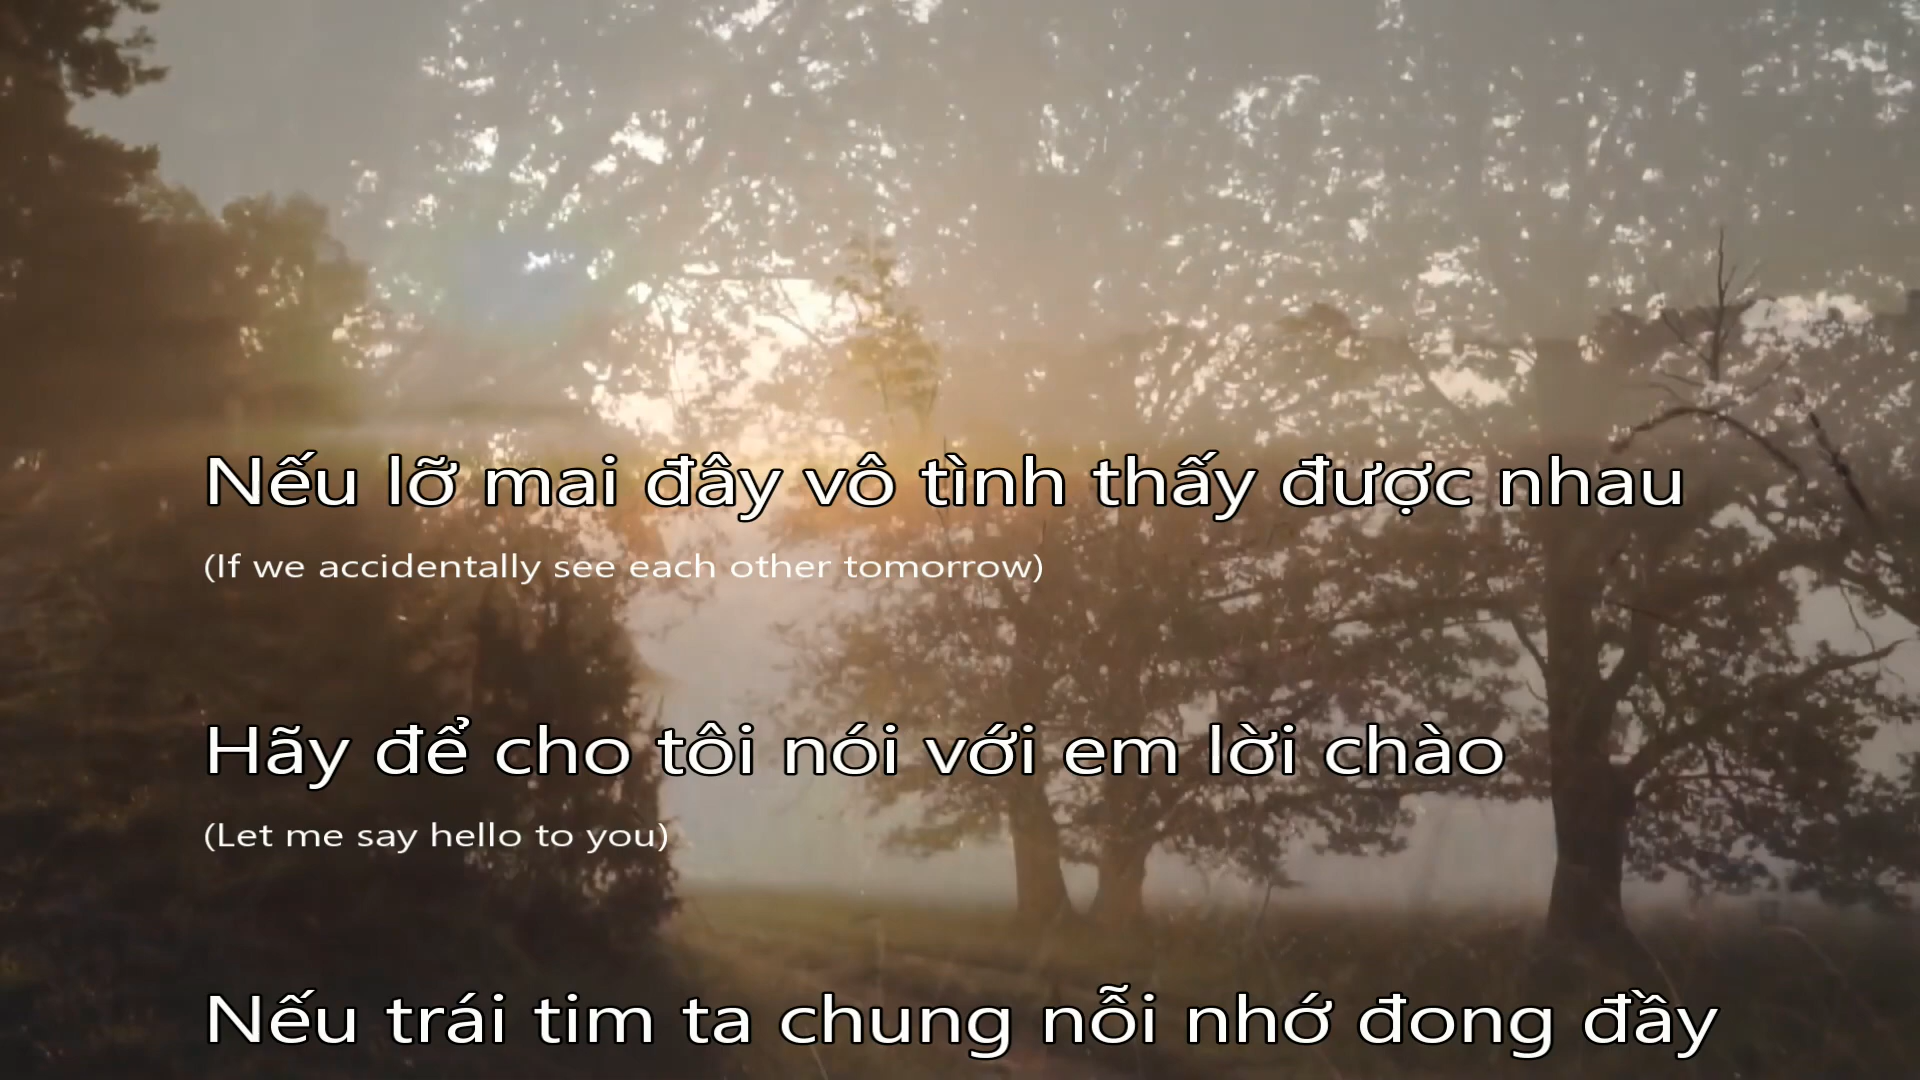 Nếu lỡ mai đây vô tình thấy được nhau
(If we accidentally see each other tomorrow)
Hãy để cho tôi nói với em lời chào
(Let me say hello to you)
Nếu trái tim ta chung nỗi nhớ đong đầy